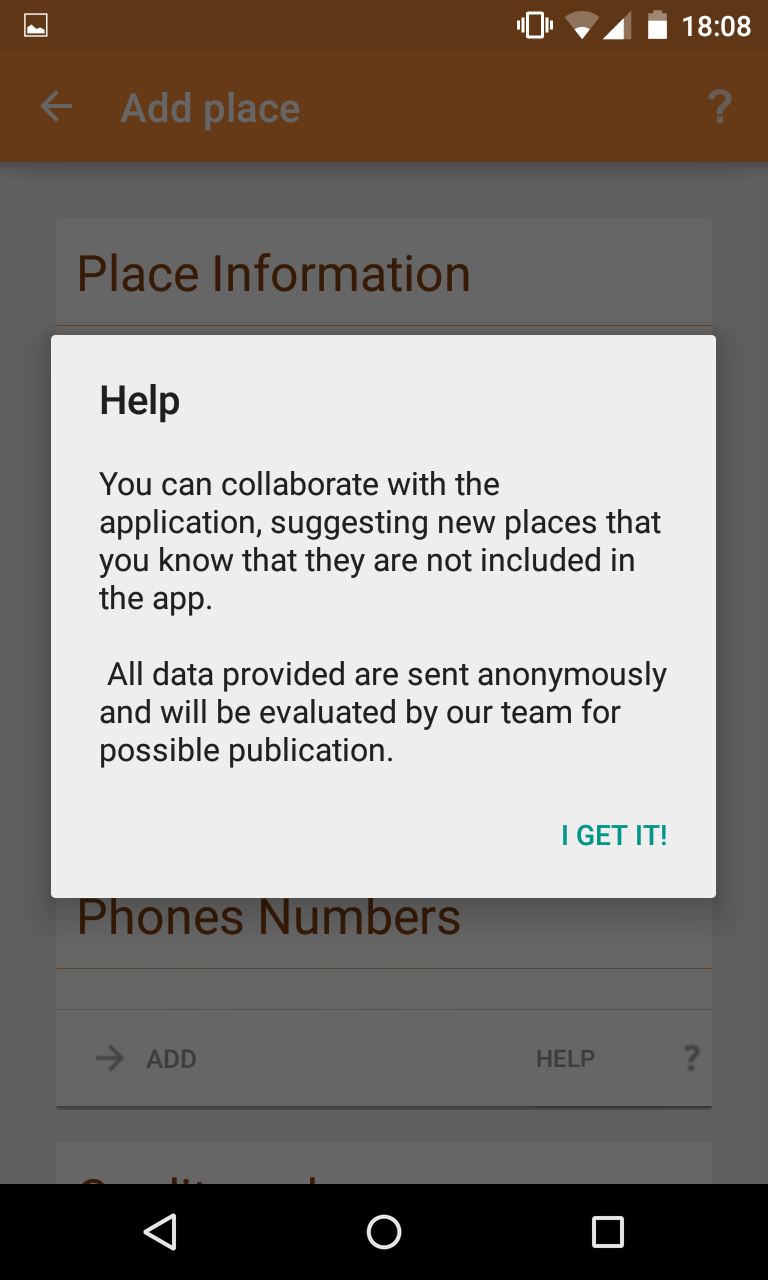 18:08
Add place ?
Place Information
Help
You can collaborate with the
application, suggesting new places that
you know that they are not included in
the app.
All data provided are sent anonymously
and will be evaluated by our team for
possible publication.
I GET IT!
Phones Numbers
ADD HELP ?